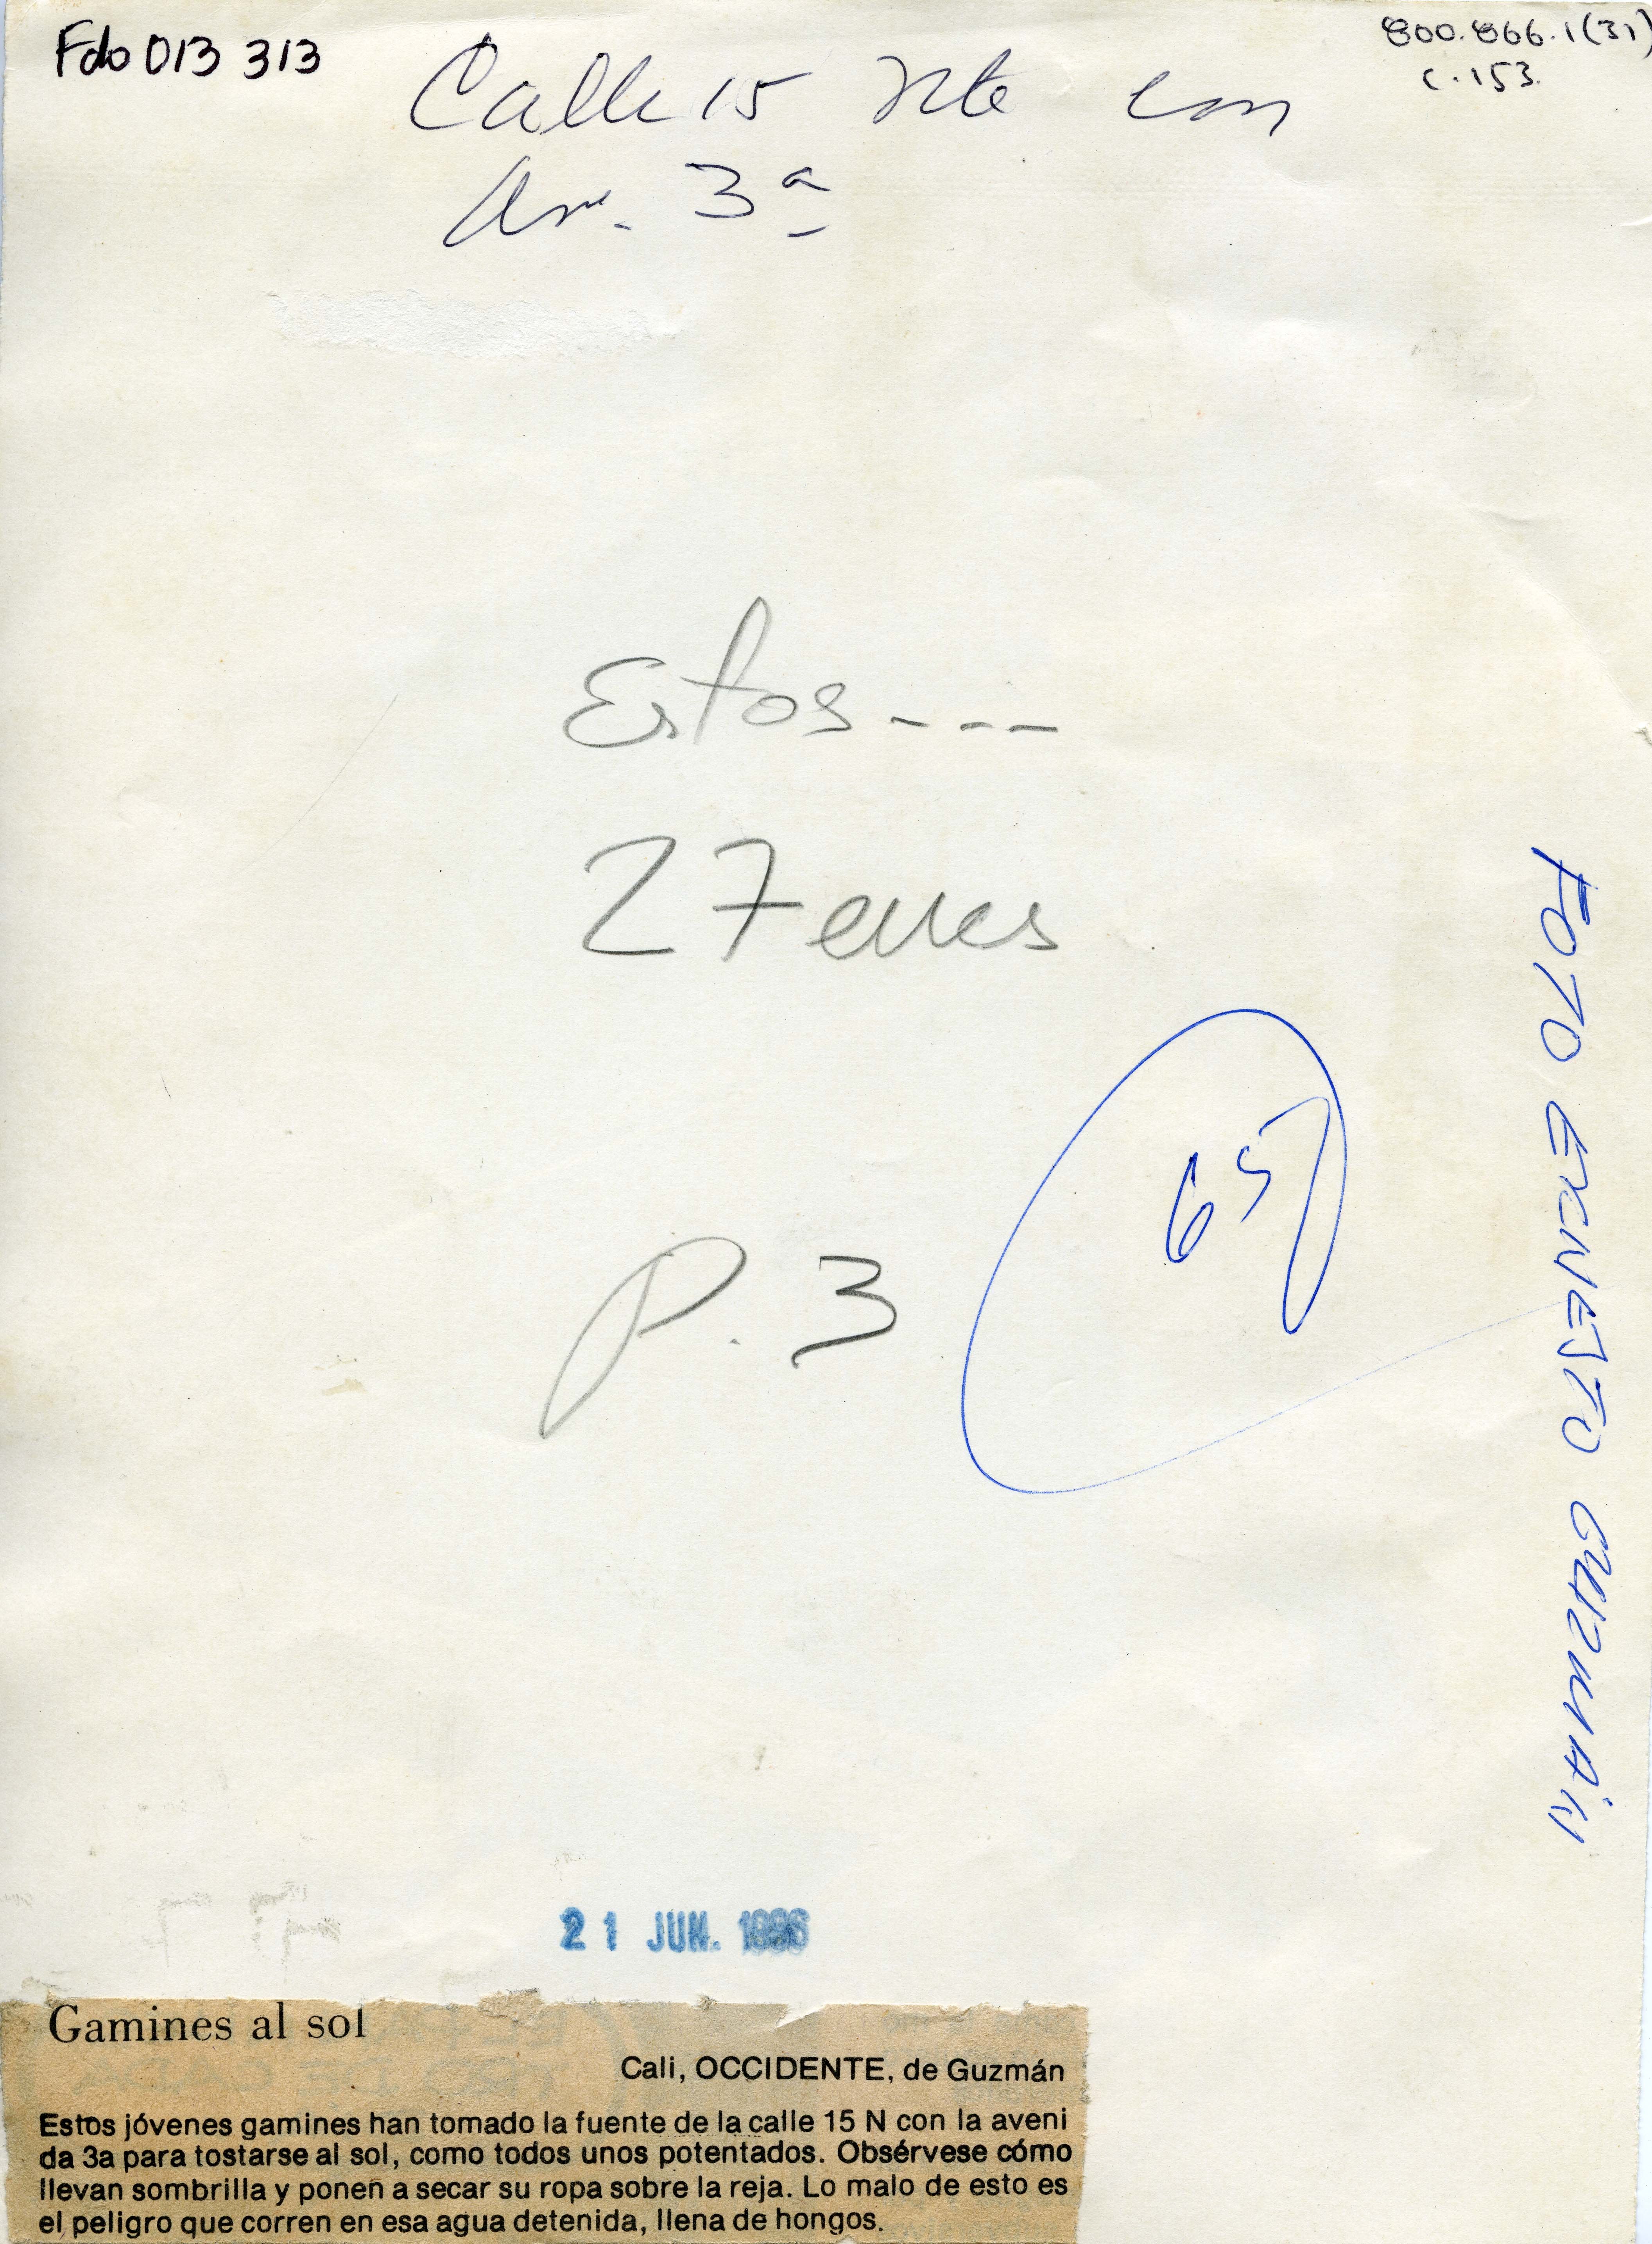 Fdo 013 313
800.866.1(31)
c.153.
Calle 15 Nte con
Av. 3ª
Estos ---
27 emes
P. 3
65
FOTO ERNESTO GUZMÁN
21 JUN. 1986
Gamines al sol
Cali, OCCIDENTE, de Guzmán
Estos jóvenes gamines han tomado la fuente de la calle 15 N con la aveni
da 3a para tostarse al sol, como todos unos potentados. Obsérvese cómo
llevan sombrilla y ponen a secar su ropa sobre la reja. Lo malo de esto es
el peligro que corren en esa agua detenida, llena de hongos.